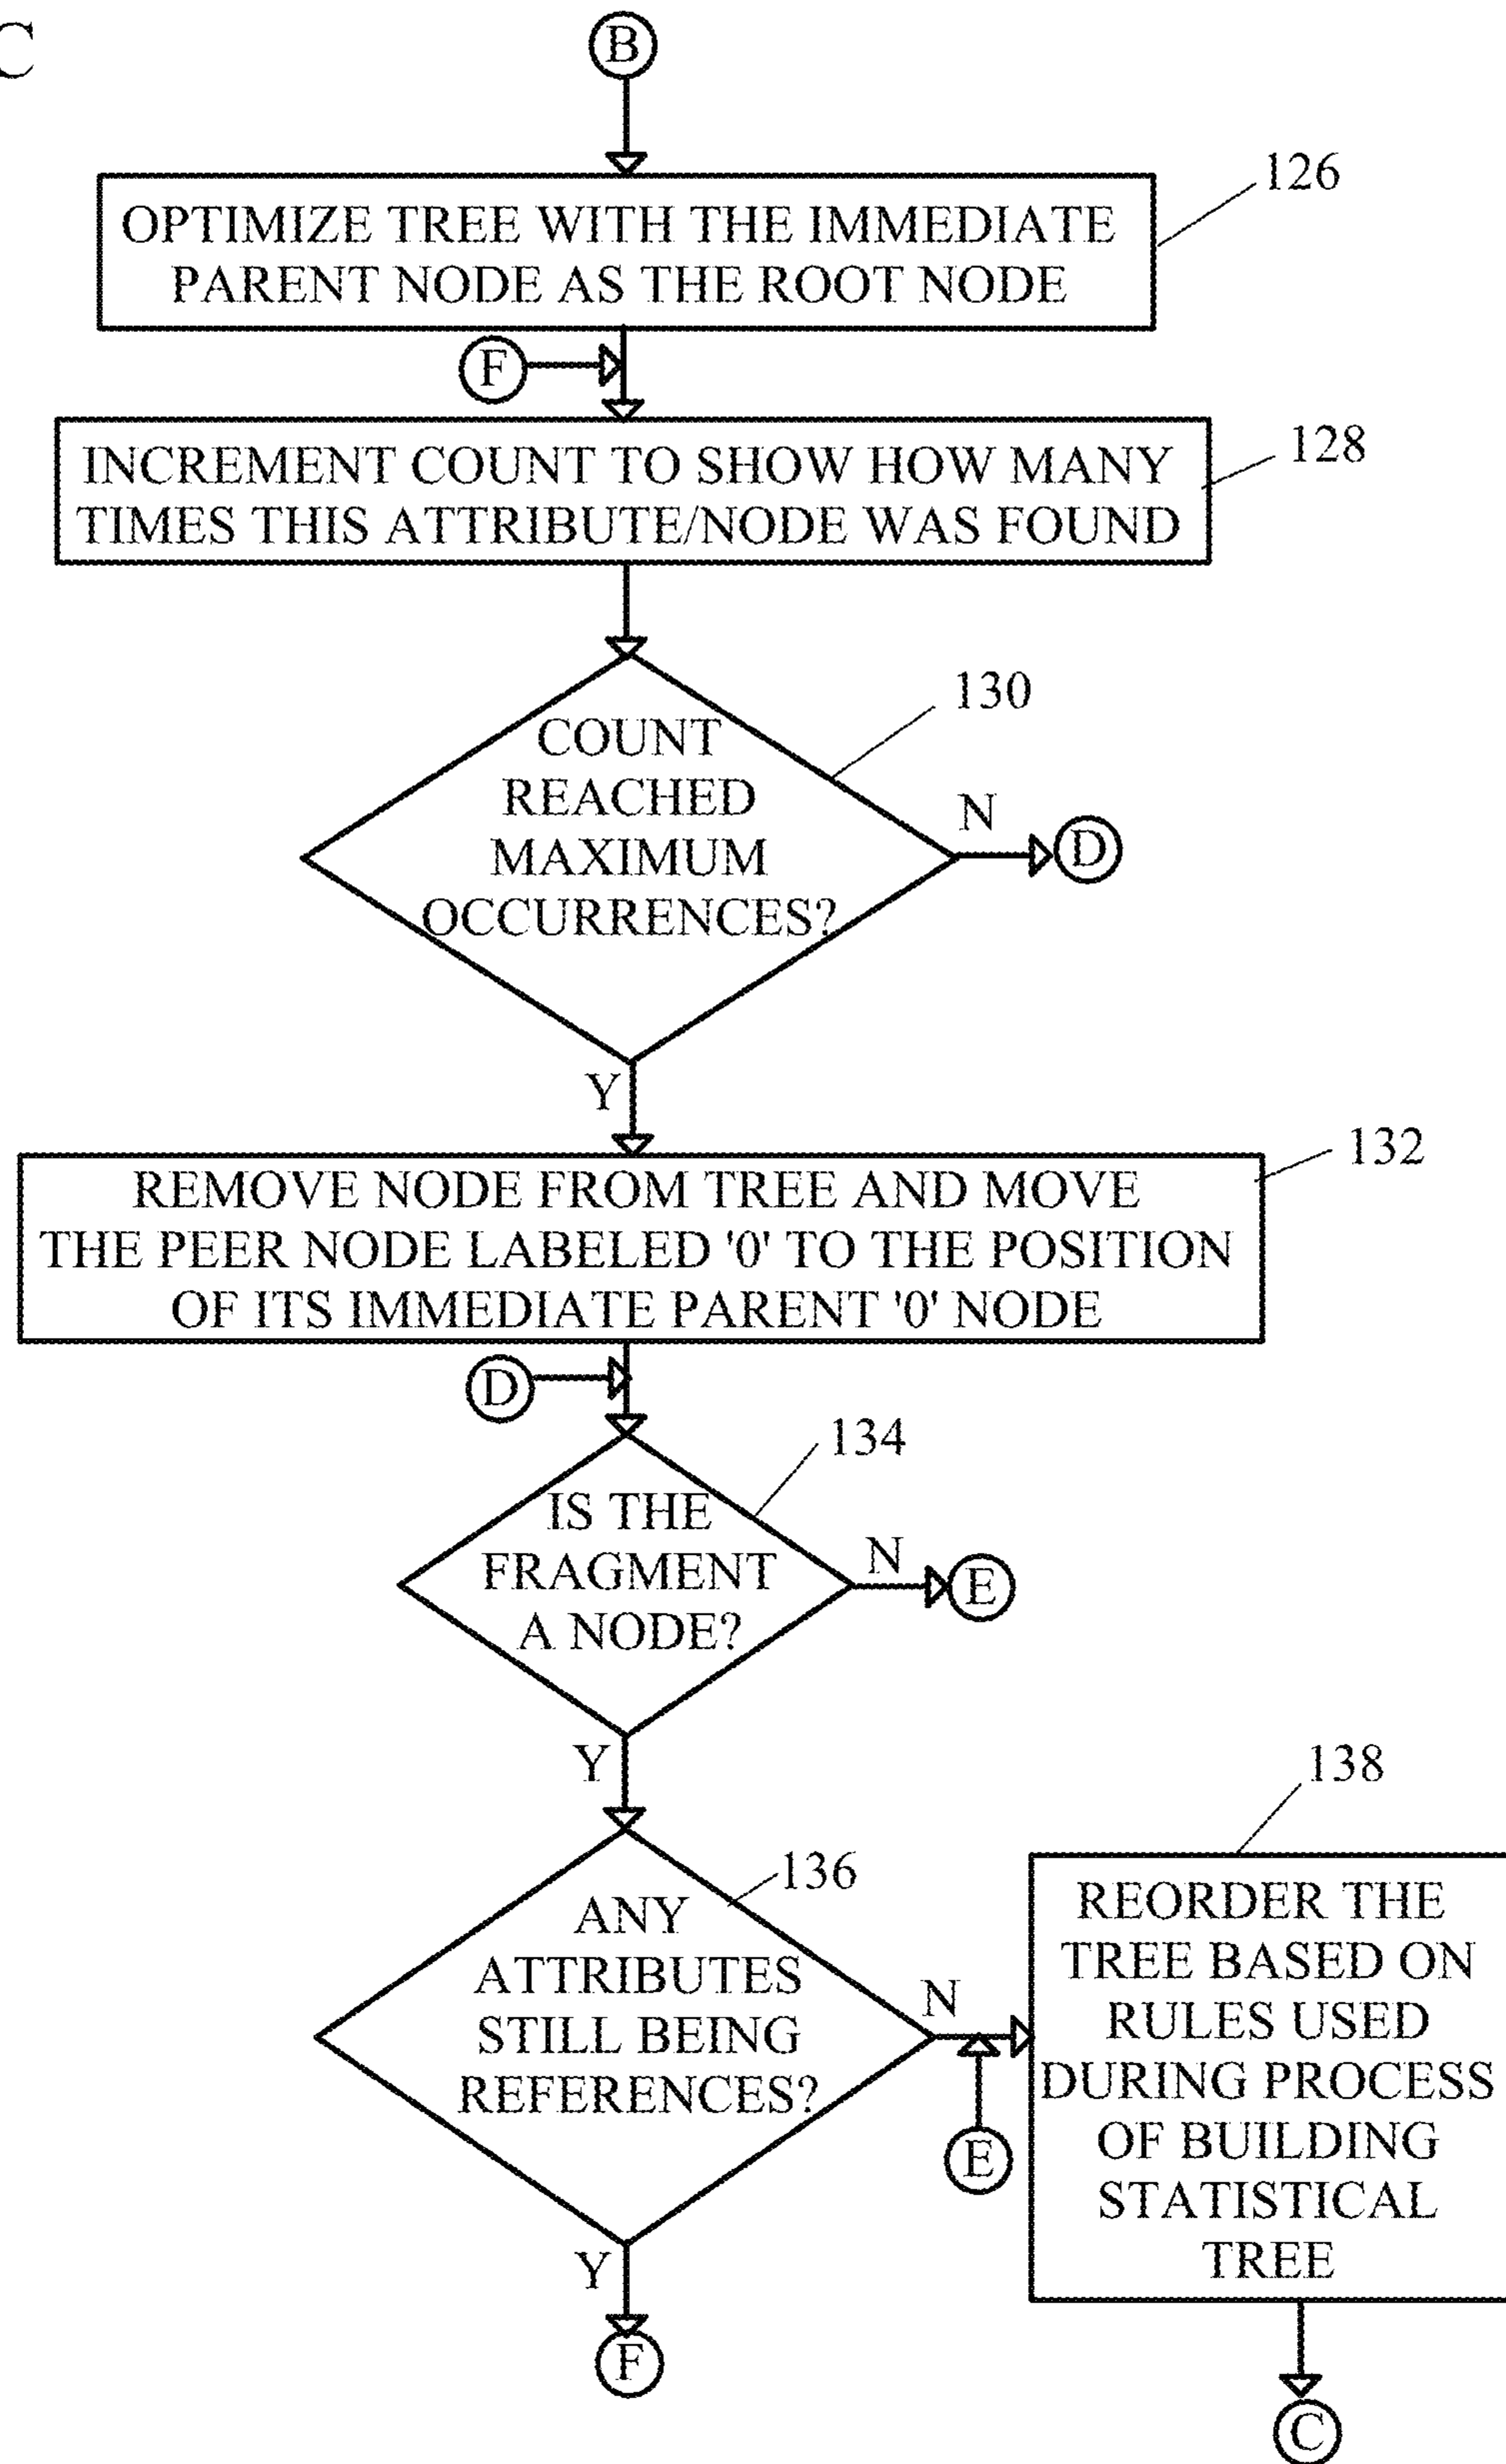 C
B
126
OPTIMIZE TREE WITH THE IMMEDIATE
PARENT NODE AS THE ROOT NODE
F
128
INCREMENT COUNT TO SHOW HOW MANY
TIMES THIS ATTRIBUTE/NODE WAS FOUND
130
COUNT
REACHED
MAXIMUM
OCCURRENCES?
N
D
Y
132
REMOVE NODE FROM TREE AND MOVE
THE PEER NODE LABELED '0' TO THE POSITION
OF ITS IMMEDIATE PARENT '0' NODE
D
134
IS THE
FRAGMENT
A NODE?
N
E
Y
136
ANY
ATTRIBUTES
STILL BEING
REFERENCES?
N
E
Y
F
138
REORDER THE
TREE BASED ON
RULES USED
DURING PROCESS
OF BUILDING
STATISTICAL
TREE
C